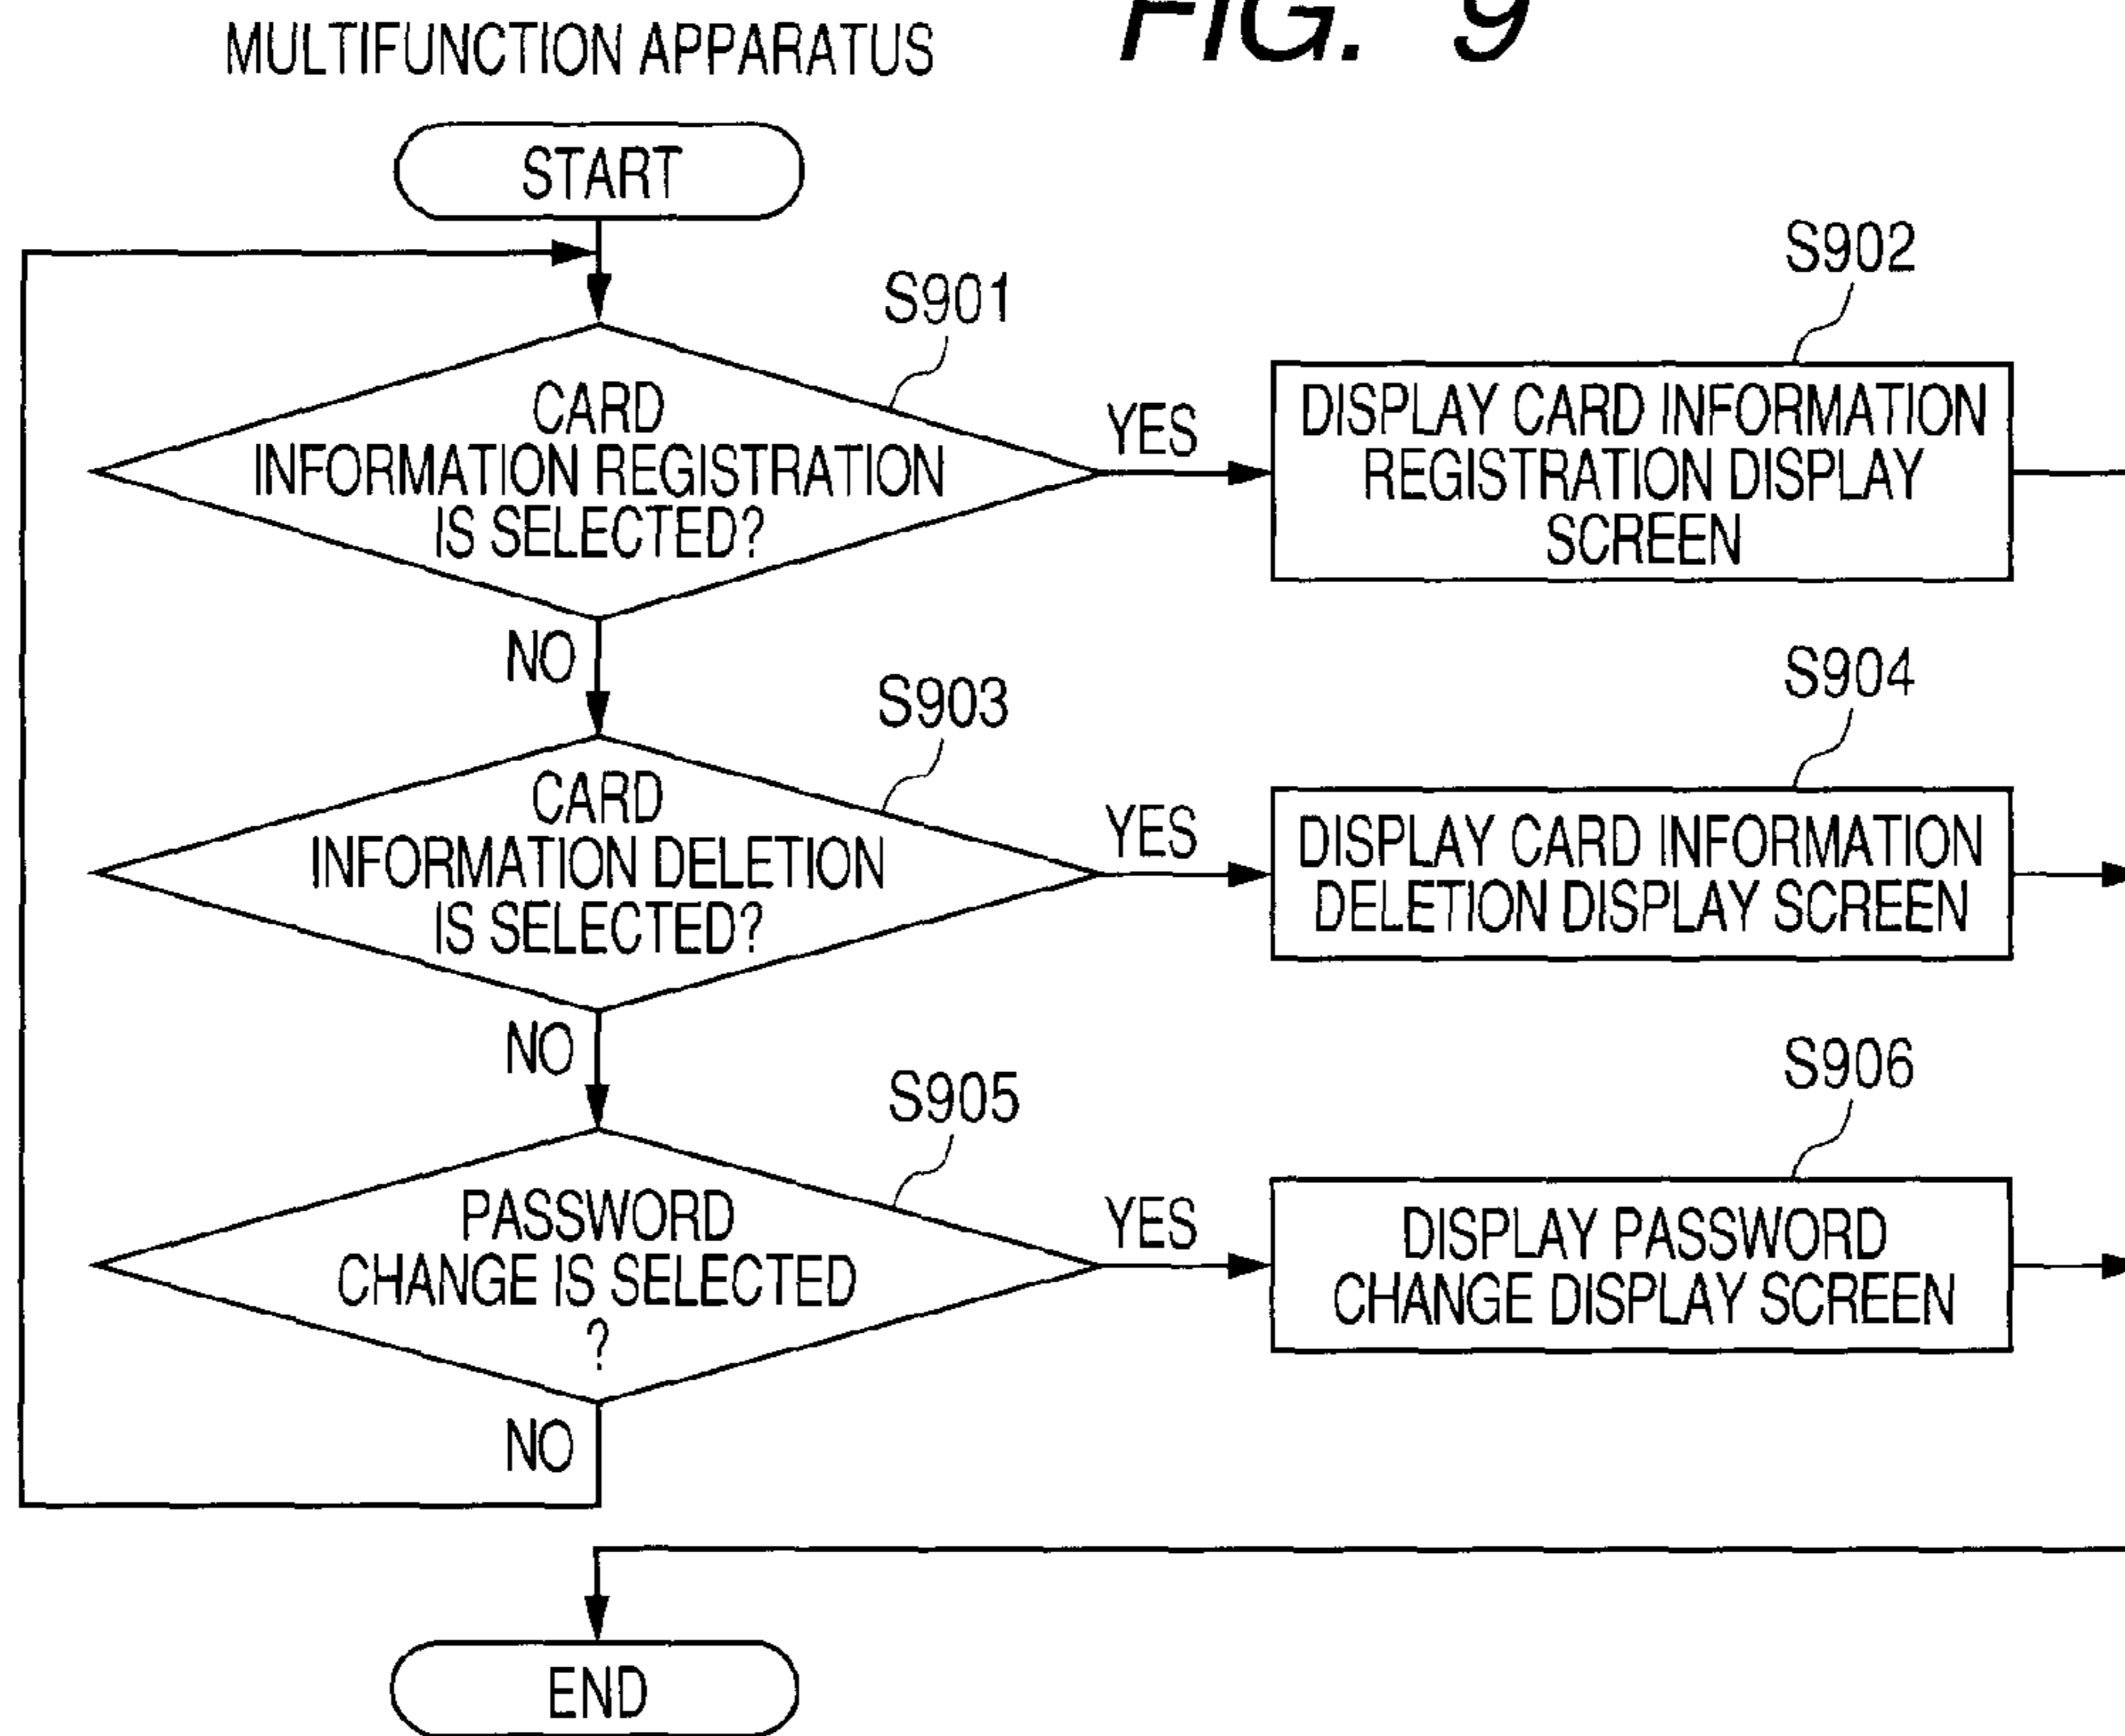 FIG. 9
MULTIFUNCTION APPARATUS
START
S901
CARD
INFORMATION REGISTRATION
IS SELECTED?
YES
S902
DISPLAY CARD INFORMATION
REGISTRATION DISPLAY
SCREEN
NO
S903
CARD
INFORMATION DELETION
IS SELECTED?
YES
S904
DISPLAY CARD INFORMATION
DELETION DISPLAY SCREEN
NO
S905
PASSWORD
CHANGE IS SELECTED
?
YES
S906
DISPLAY PASSWORD
CHANGE DISPLAY SCREEN
NO
END